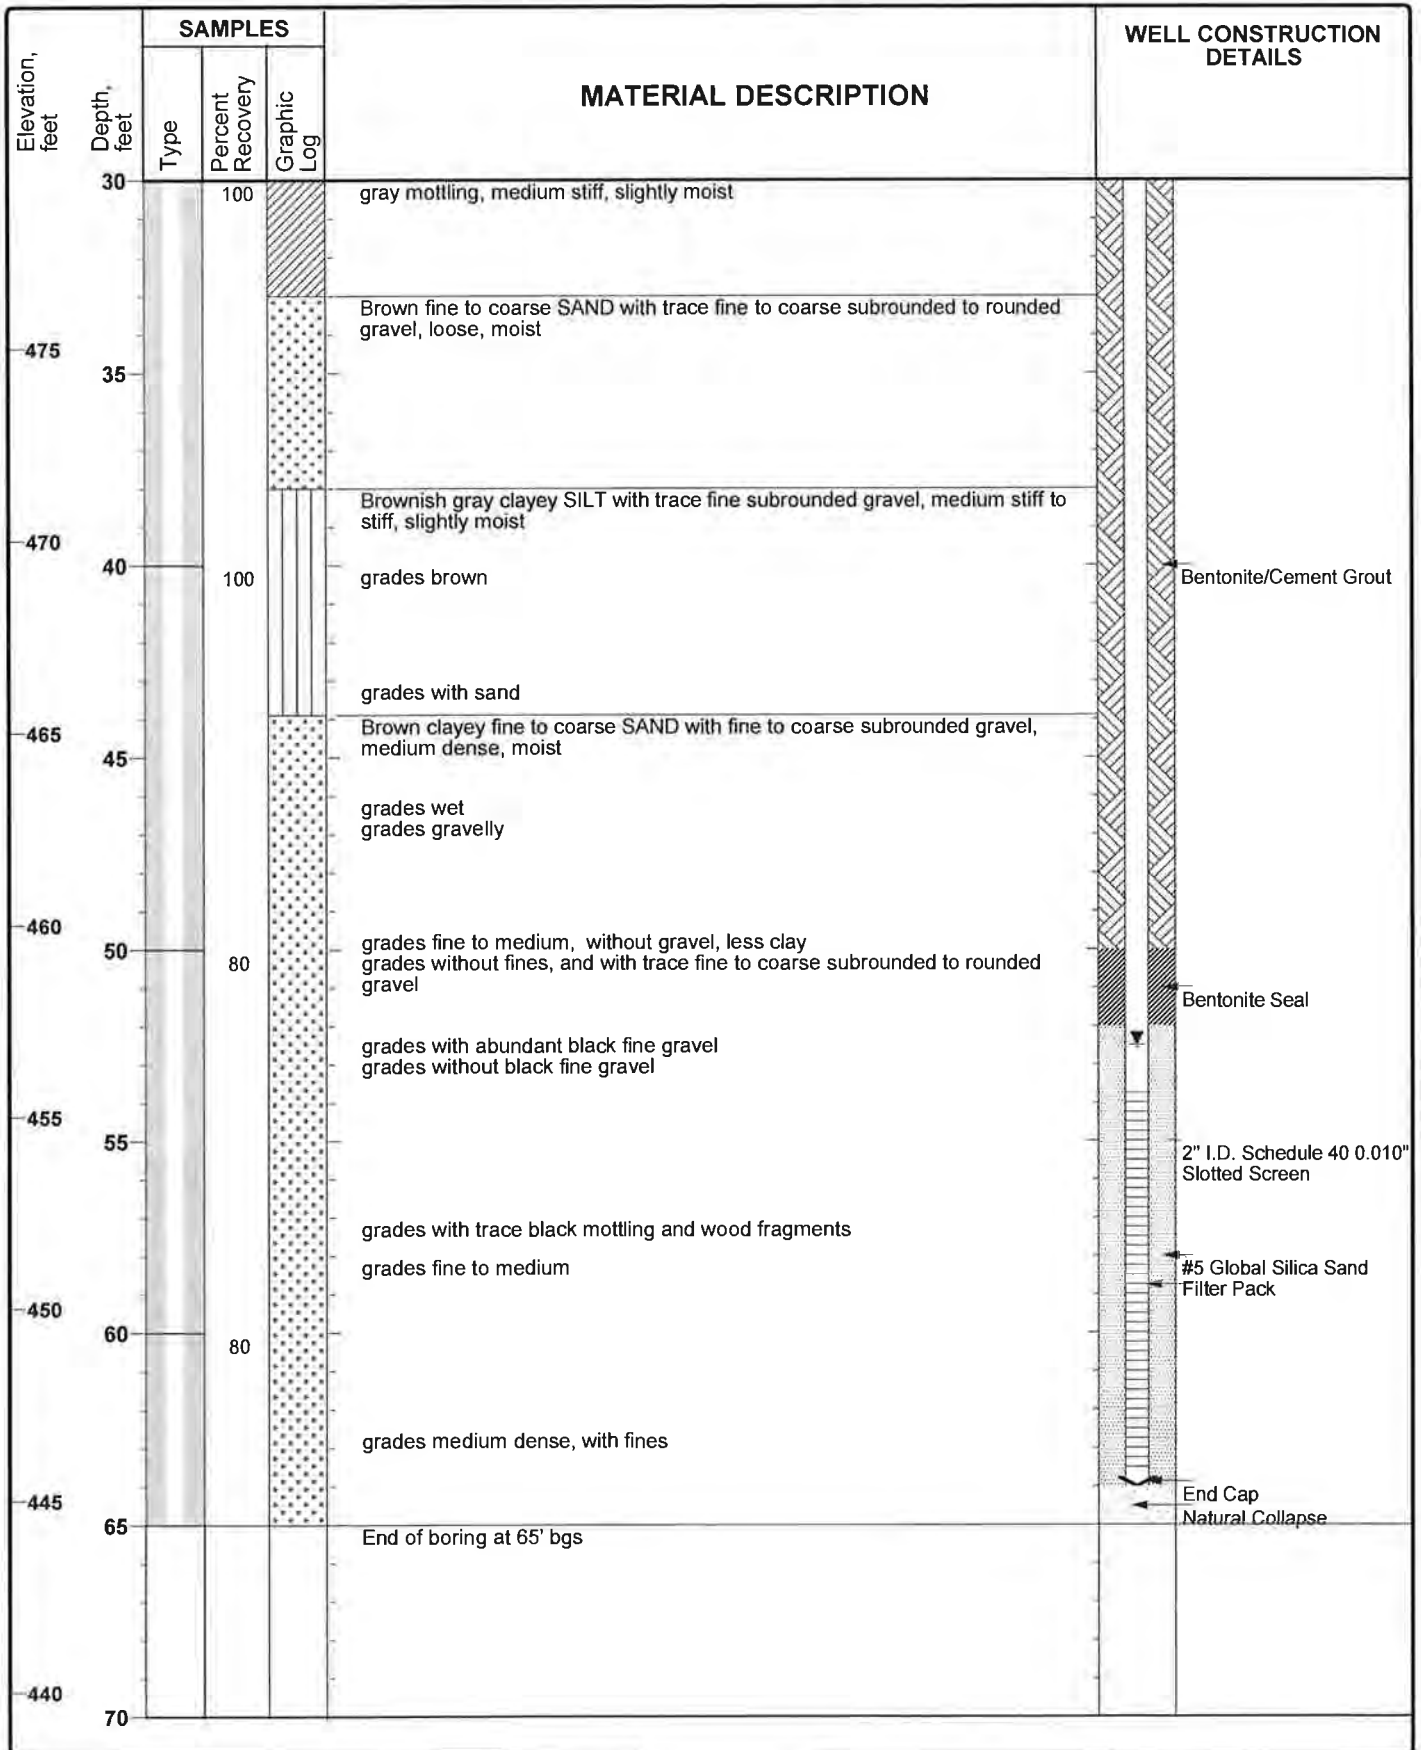 SAMPLES
WELL CONSTRUCTION
DETAILS
MATERIAL DESCRIPTION
Elevation,
feet
Depth,
feet
Type
Percent
Recovery
Graphic
Log
30
100
gray mottling, medium stiff, slightly moist
Brown fine to coarse SAND with trace fine to coarse subrounded to rounded
gravel, loose, moist
475
35
Brownish gray clayey SILT with trace fine subrounded gravel, medium stiff to
stiff, slightly moist
470
40
100
grades brown
Bentonite/Cement Grout
grades with sand
Brown clayey fine to coarse SAND with fine to coarse subrounded gravel,
medium dense, moist
465
45
grades wet
grades gravelly
460
50
80
grades fine to medium, without gravel, less clay
grades without fines, and with trace fine to coarse subrounded to rounded
gravel
Bentonite Seal
grades with abundant black fine gravel
grades without black fine gravel
455
55
2" I.D. Schedule 40 0.010"
Slotted Screen
grades with trace black mottling and wood fragments
grades fine to medium
#5 Global Silica Sand
Filter Pack
450
60
80
grades medium dense, with fines
End Cap
Natural Collapse
445
65
End of boring at 65' bgs
440
70